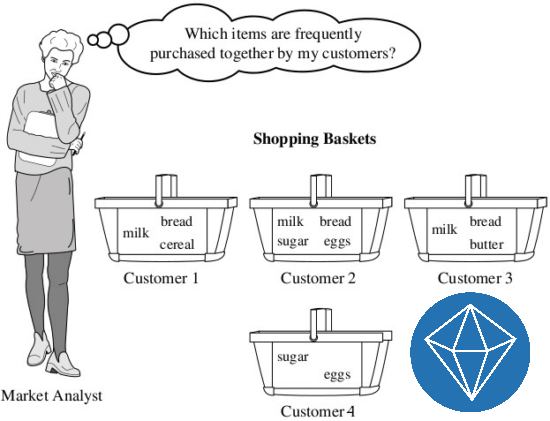 Which items are frequently
purchased together by my customers?
Shopping Baskets
milk bread
cereal
Customer 1
milk bread
sugar eggs
Customer 2
milk bread
butter
Customer 3
sugar
eggs
Customer 4
Market Analyst